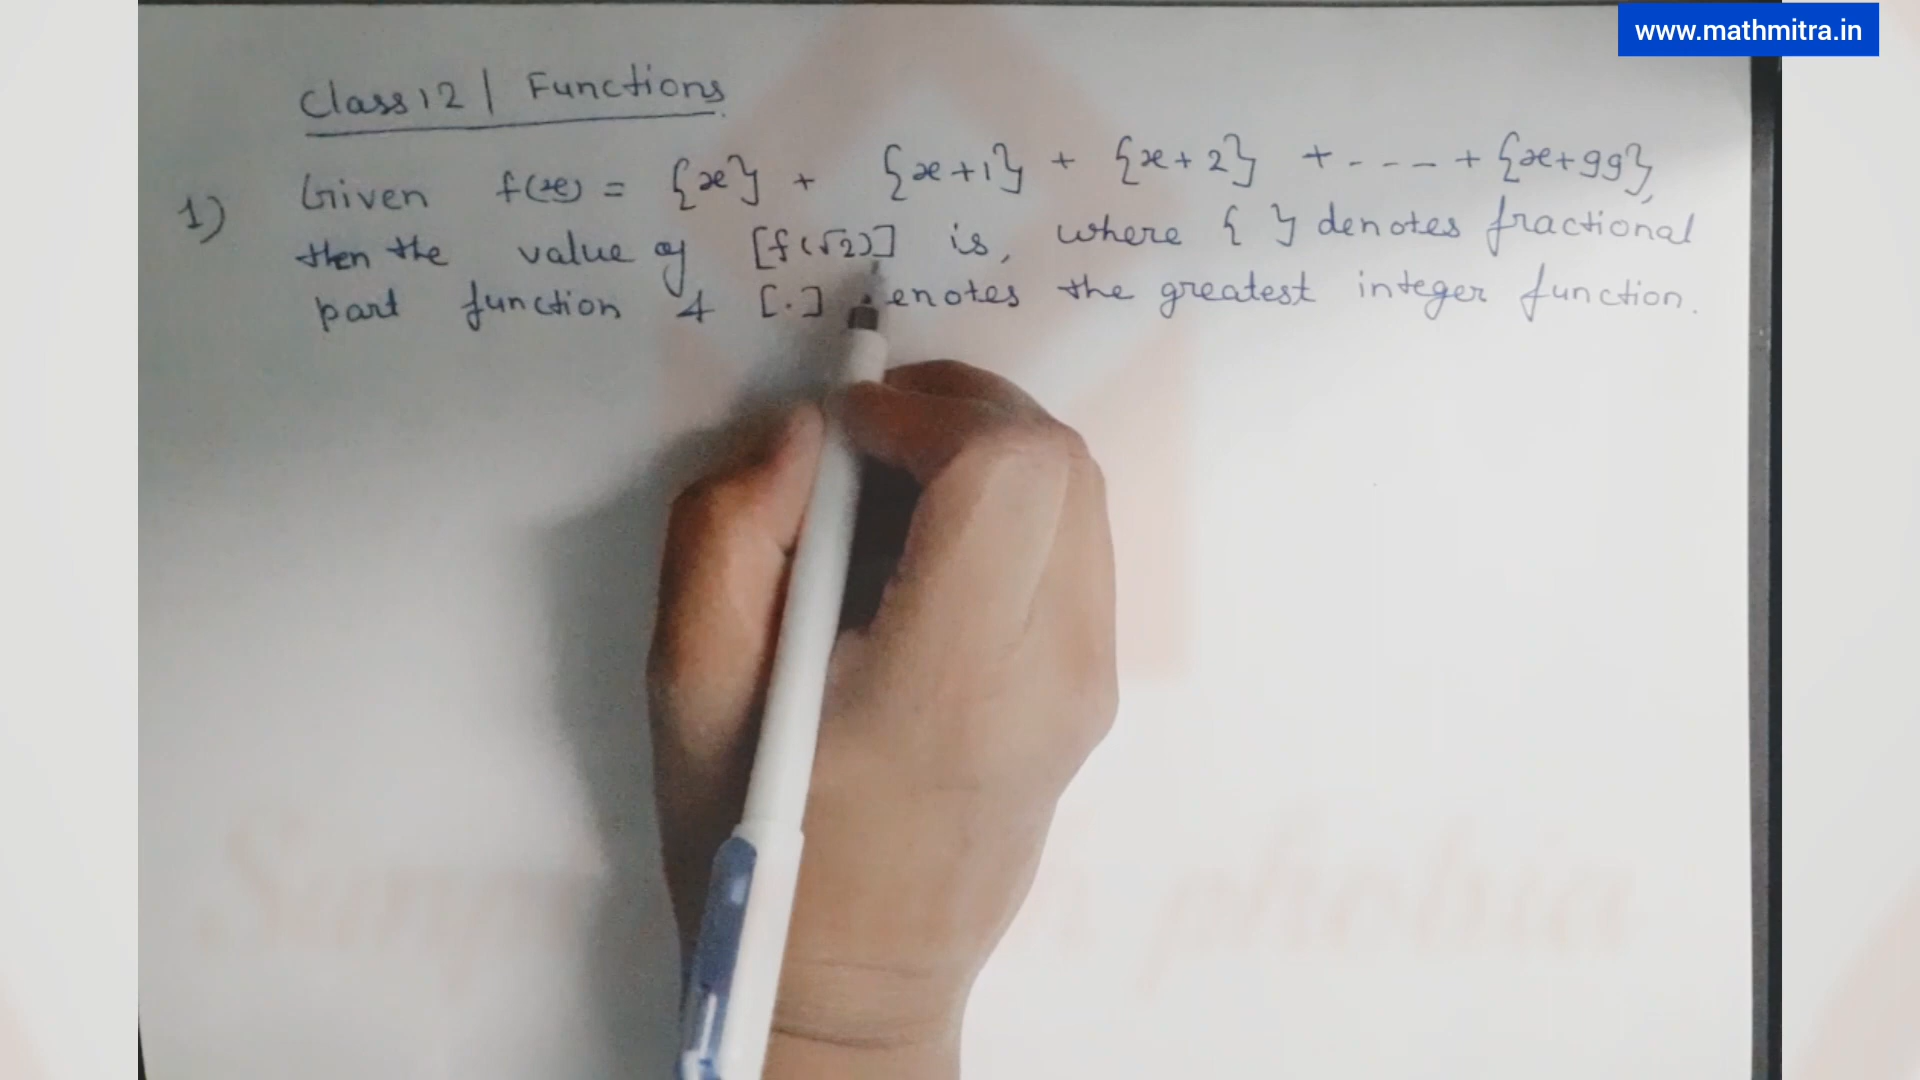 www.mathmitra.in
Class 12 | Functions
1) Given f(x) = {x} + {x+1} + {x+2} + ---- + {x+99},
then the value of [f(√2)] is, where { } denotes fractional
part function & [.] denotes the greatest integer function.